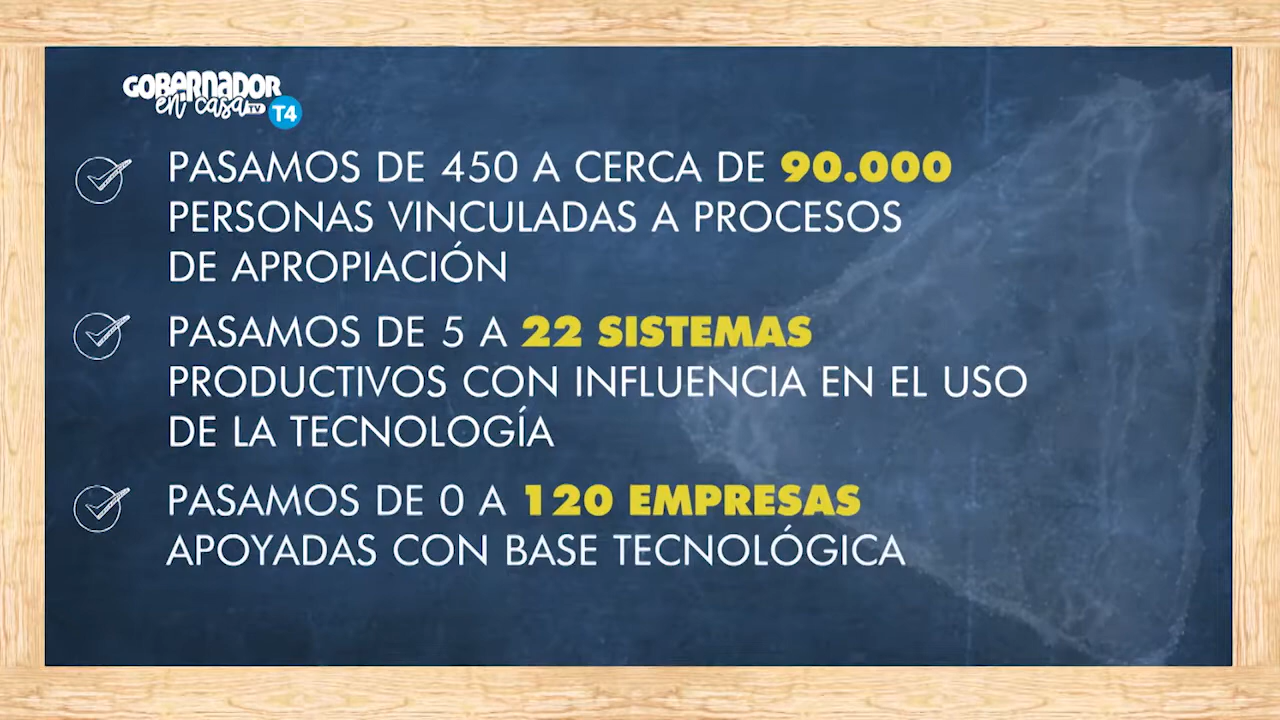 GOBERNADOR
en casa TV
T4
PASAMOS DE 450 A CERCA DE 90.000
PERSONAS VINCULADAS A PROCESOS
DE APROPIACIÓN
PASAMOS DE 5 A 22 SISTEMAS
PRODUCTIVOS CON INFLUENCIA EN EL USO
DE LA TECNOLOGÍA
PASAMOS DE 0 A 120 EMPRESAS
APOYADAS CON BASE TECNOLÓGICA